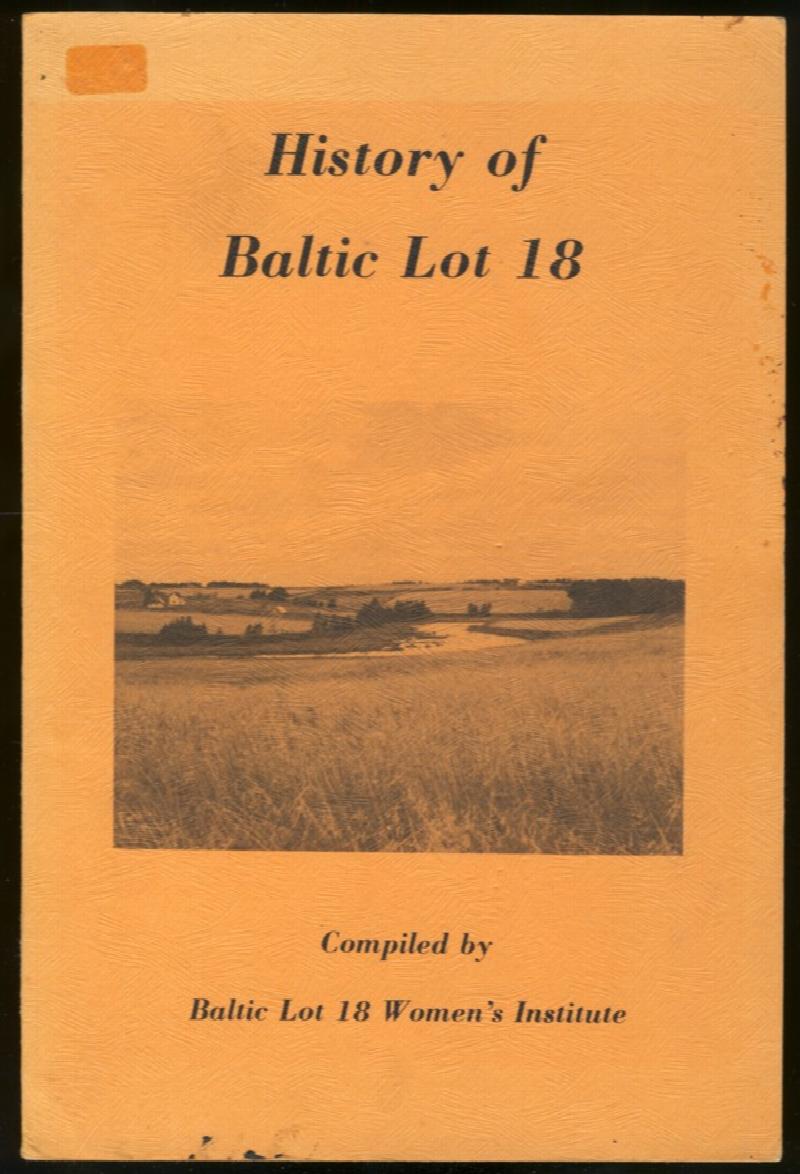 History of
Baltic Lot 18
Compiled by
Baltic Lot 18 Women's Institute